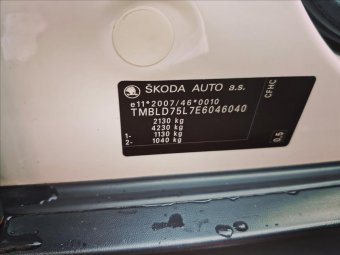 ŠKODA AUTO a.s.
e11*2007/46*0010
TMBLD75L7E6046040
2130 kg
4230 kg
1- 1130 kg
2- 1040 kg
CFHC
0,5